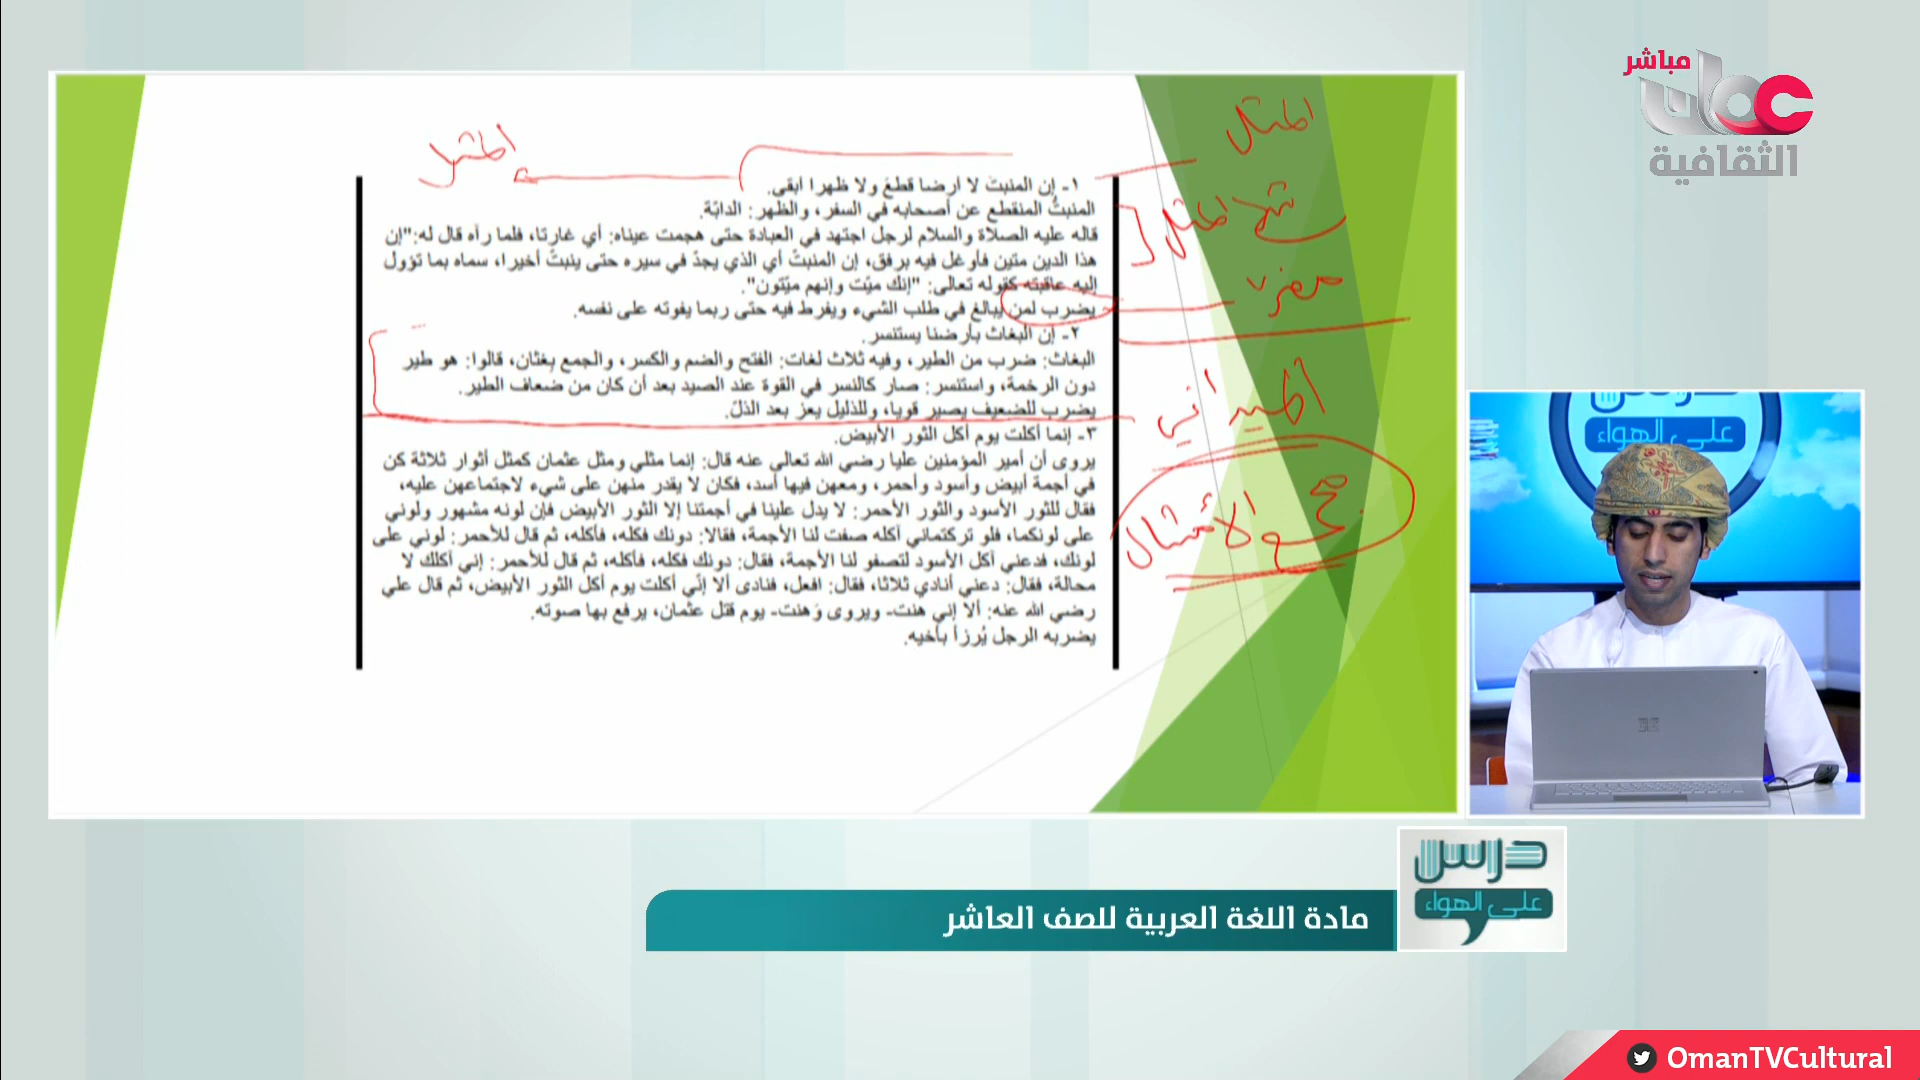 مباشر
عمان
الثقافية
المثل
المثل
١- إن المنبتَ لا أرضا قطعَ ولا ظهرا أبقى.
المنبتُّ المنقطع عن أصحابه في السفر، والظهر: الدابّة.
شرح المثل
قاله عليه الصلاة والسلام لرجل اجتهد في العبادة حتى هجمت عيناه: أي غارتا، فلما رآه قال له:"إن
هذا الدين متين فأوغل فيه برفق، إن المنبتّ أي الذي يجدّ في سيره حتى ينبتّ أخيرا، سماه بما تؤول
إليه عاقبته كقوله تعالى: "إنك ميّت وإنهم ميّتون".
يضرب لمن يبالغ في طلب الشيء ويفرط فيه حتى ربما يفوته على نفسه.
٢- إن البغاث بأرضنا يستنسر.
البغاث: ضرب من الطير، وفيه ثلاث لغات: الفتح والضم والكسر، والجمع بِغثان، قالوا: هو طير
دون الرخمة، واستنسر: صار كالنسر في القوة عند الصيد بعد أن كان من ضعاف الطير.
يضرب للضعيف يصير قويا، وللذليل يعز بعد الذلّ.
الميداني
٣- إنما أكلت يوم أكل الثور الأبيض.
يروى أن أمير المؤمنين عليا رضي الله تعالى عنه قال: إنما مثلي ومثل عثمان كمثل أثوار ثلاثة كن
في أجمة أبيض وأسود وأحمر، ومعهن فيها أسد، فكان لا يقدر منهن على شيء لاجتماعهن عليه،
فقال للثور الأسود والثور الأحمر: لا يدل علينا في أجمتنا إلا الثور الأبيض فإن لونه مشهور ولوني
على لونكما، فلو تركتماني آكله صفت لنا الأجمة، فقالا: دونك فكله، فأكله، ثم قال للأحمر: لوني على
لونك، فدعني آكل الأسود لتصفو لنا الأجمة، فقال: دونك فكله، فأكله، ثم قال للأحمر: إني آكلك لا
محالة، فقال: دعني أنادي ثلاثا، فقال: افعل، فنادى ألا إنّي أكلت يوم أكل الثور الأبيض، ثم قال علي
رضي الله عنه: ألا إني هنت- ويروى وَهنت- يوم قتل عثمان، يرفع بها صوته.
يضربه الرجل يُرزأ بأخيه.
مجمع الأمثال
درس
على الهواء
درس
على الهواء
مادة اللغة العربية للصف العاشر
OmanTVCultural